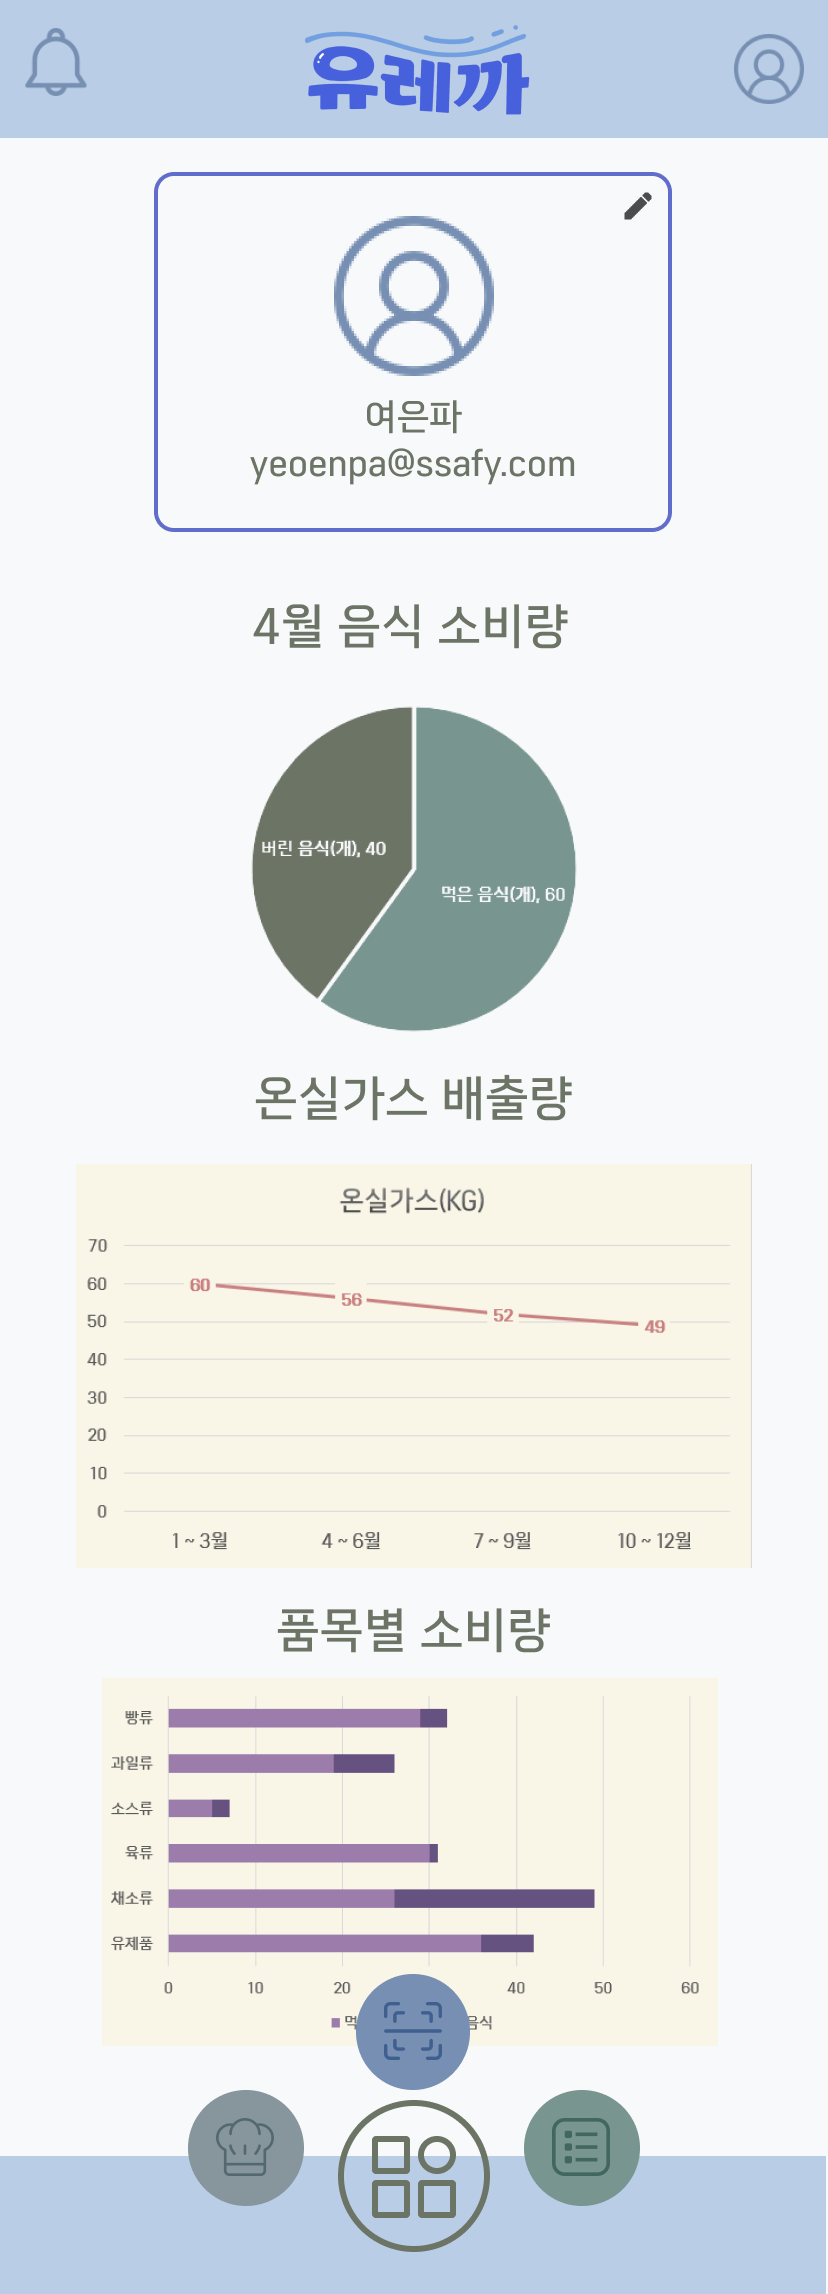 유레까
여은파
yeoenpa@ssafy.com
4월 음식 소비량
버린 음식(개), 40
먹은 음식(개), 60
온실가스 배출량
온실가스(KG)
70
60
50
40
30
20
10
0
60
56
52
49
1 ~ 3월
4 ~ 6월
7 ~ 9월
10 ~ 12월
품목별 소비량
빵류
과일류
소스류
육류
채소류
유제품
0 10 20 40 50 60
음식